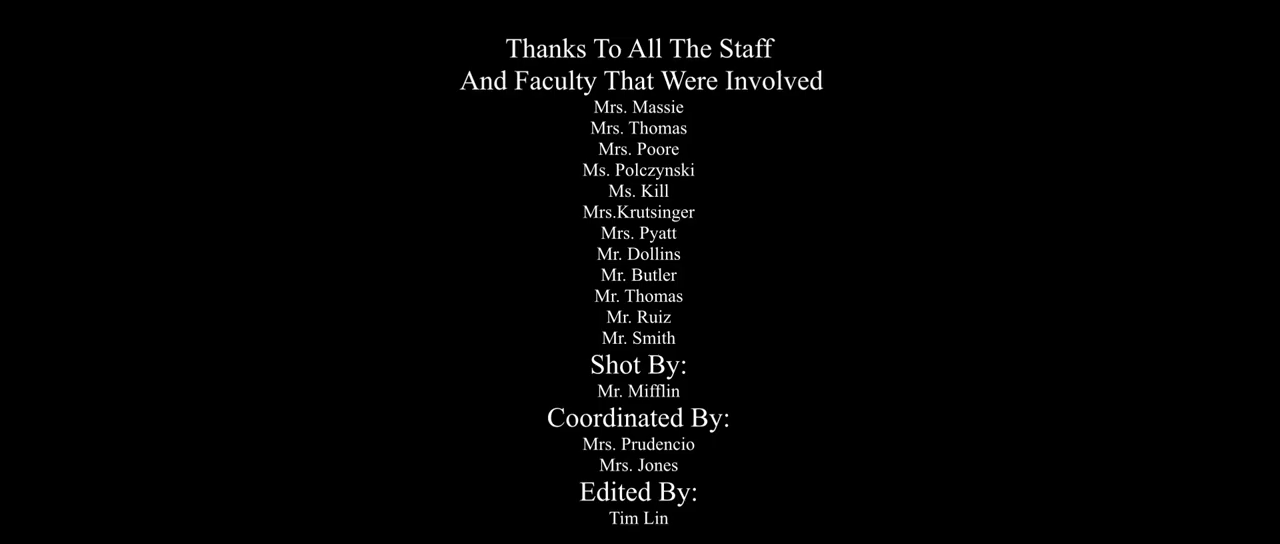 Thanks To All The Staff
And Faculty That Were Involved
Mrs. Massie
Mrs. Thomas
Mrs. Poore
Ms. Polczynski
Ms. Kill
Mrs.Krutsinger
Mrs. Pyatt
Mr. Dollins
Mr. Butler
Mr. Thomas
Mr. Ruiz
Mr. Smith
Shot By:
Mr. Mifflin
Coordinated By:
Mrs. Prudencio
Mrs. Jones
Edited By:
Tim Lin